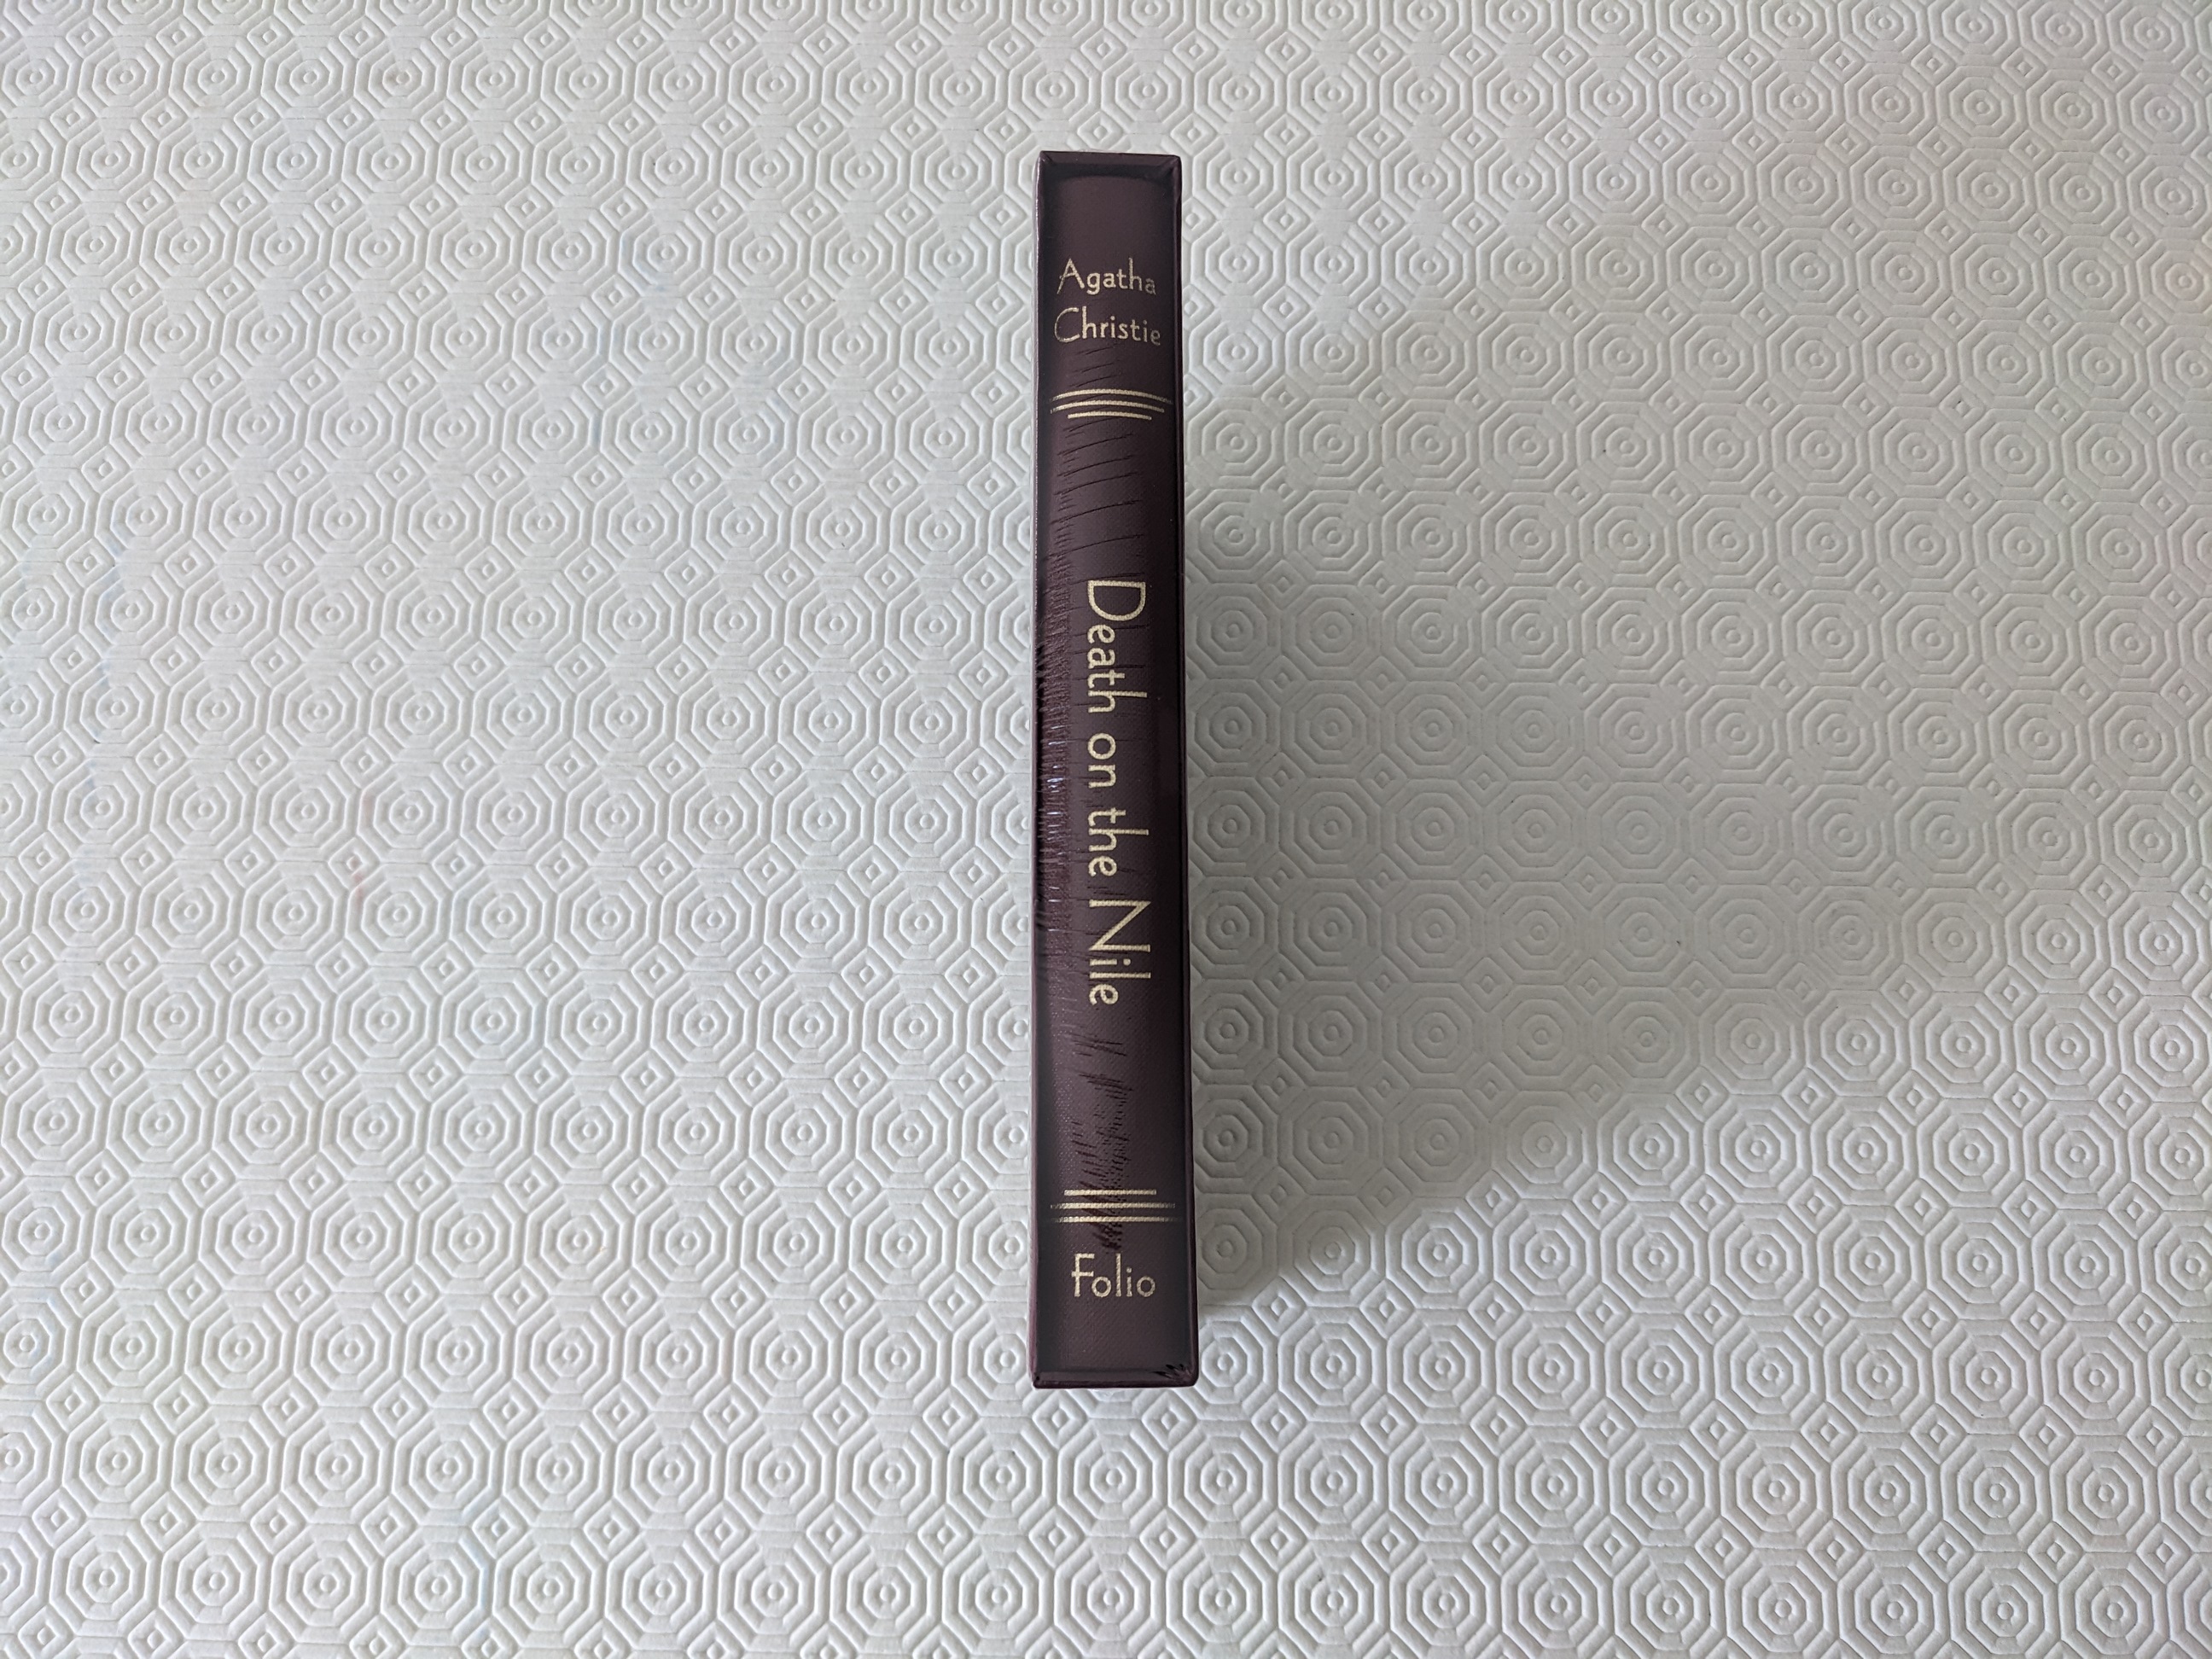 Agatha
Christie
Death on the Nile
Folio